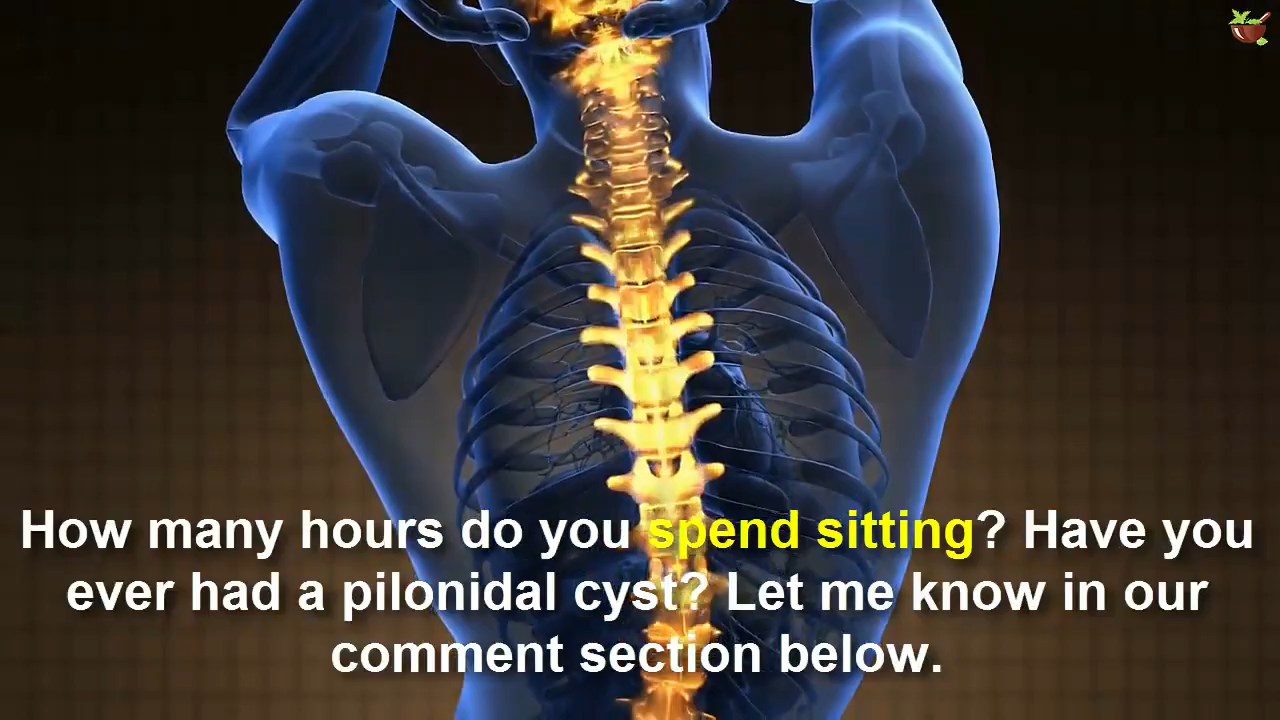 How many hours do you spend sitting? Have you
ever had a pilonidal cyst? Let me know in our
comment section below.